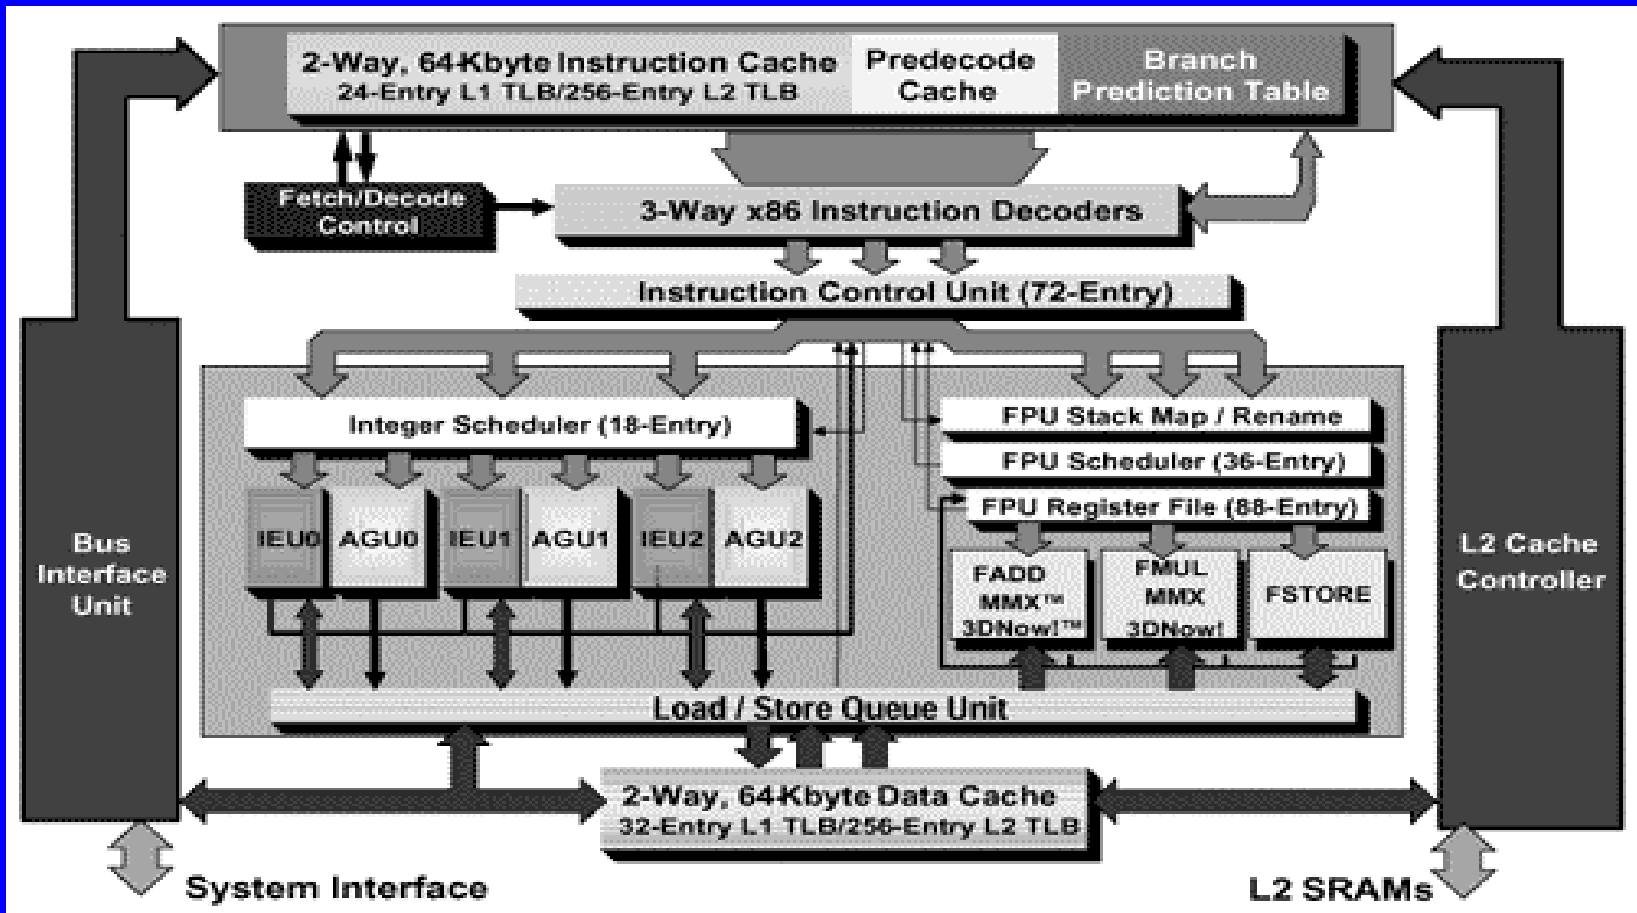 2-Way, 64-Kbyte Instruction Cache
24-Entry L1 TLB/256-Entry L2 TLB
Predecode
Cache
Branch
Prediction Table
Fetch/Decode
Control
3-Way x86 Instruction Decoders
Instruction Control Unit (72-Entry)
Integer Scheduler (18-Entry)
FPU Stack Map / Rename
FPU Scheduler (36-Entry)
FPU Register File (88-Entry)
IEU0
AGU0
IEU1
AGU1
IEU2
AGU2
FADD
MMX™
3DNow!™
FMUL
MMX
3DNow!
FSTORE
Bus
Interface
Unit
L2 Cache
Controller
Load / Store Queue Unit
2-Way, 64-Kbyte Data Cache
32-Entry L1 TLB/256-Entry L2 TLB
System Interface
L2 SRAMs